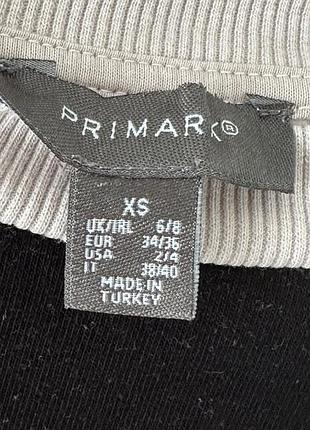 PRIMARK®
XS
UK/IRL 6/8
EUR 34/36
USA 2/4
IT 38/40
MADE IN
TURKEY